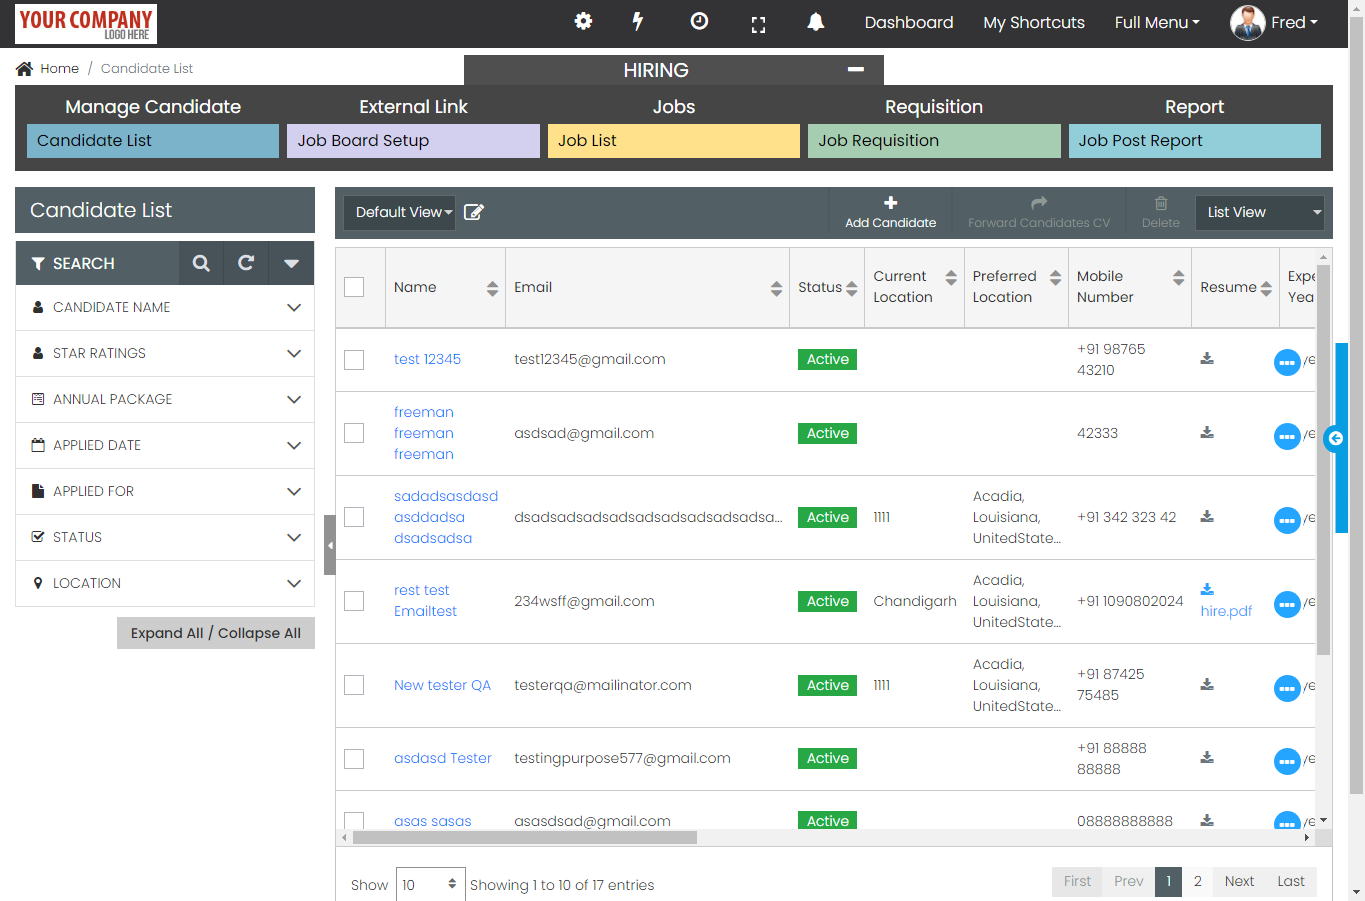 YOUR COMPANY
LOGO HERE
Dashboard
My Shortcuts
Full Menu
Fred
Home / Candidate List
HIRING
Manage Candidate
External Link
Jobs
Requisition
Report
Candidate List
Job Board Setup
Job List
Job Requisition
Job Post Report
Candidate List
SEARCH
CANDIDATE NAME
STAR RATINGS
ANNUAL PACKAGE
APPLIED DATE
APPLIED FOR
STATUS
LOCATION
Expand All / Collapse All
Default View
Add Candidate
Forward Candidates CV
Delete
List View
Name
Email
Status
Current
Location
Preferred
Location
Mobile
Number
Resume
Expe
Yea
test 12345
test12345@gmail.com
Active
+91 98765
43210
ye
freeman
freeman
freeman
asdsad@gmail.com
Active
42333
ye
sadadsasdasd
asddadsa
dsadsadsa
dsadsadsadsadsadsadsadsadsadsa...
Active
1111
Acadia,
Louisiana,
UnitedState...
+91 342 323 42
ye
rest test
Emailtest
234wsff@gmail.com
Active
Chandigarh
Acadia,
Louisiana,
UnitedState...
+91 1090802024
hire.pdf
ye
New tester QA
testerqa@mailinator.com
Active
1111
Acadia,
Louisiana,
UnitedState...
+91 87425
75485
ye
asdasd Tester
testingpurpose577@gmail.com
Active
+91 88888
88888
ye
asas sasas
asasdsad@gmail.com
Active
08888888888
ye
Show 10 Showing 1 to 10 of 17 entries
First Prev 1 2 Next Last